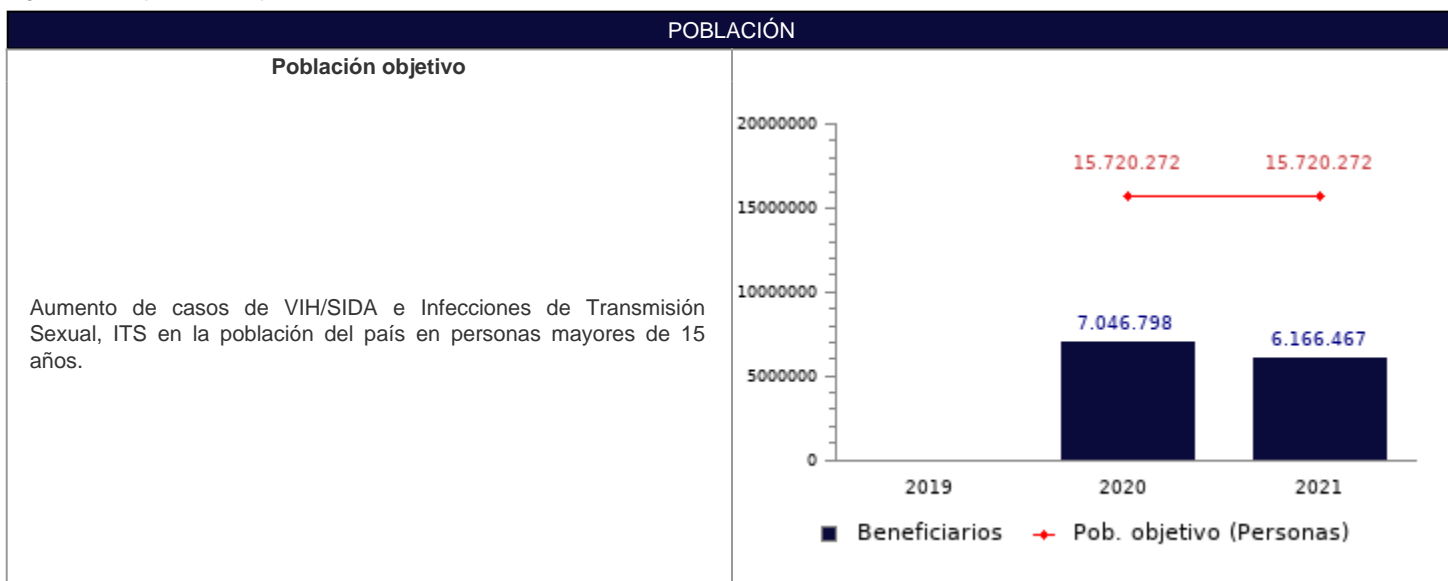 POBLACIÓN
Población objetivo
Aumento de casos de VIH/SIDA e Infecciones de Transmisión
Sexual, ITS en la población del país en personas mayores de 15
años.
20000000
15.720.272 15.720.272
15000000
10000000
7.046.798
6.166.467
5000000
0
2019 2020 2021
Beneficiarios Pob. objetivo (Personas)